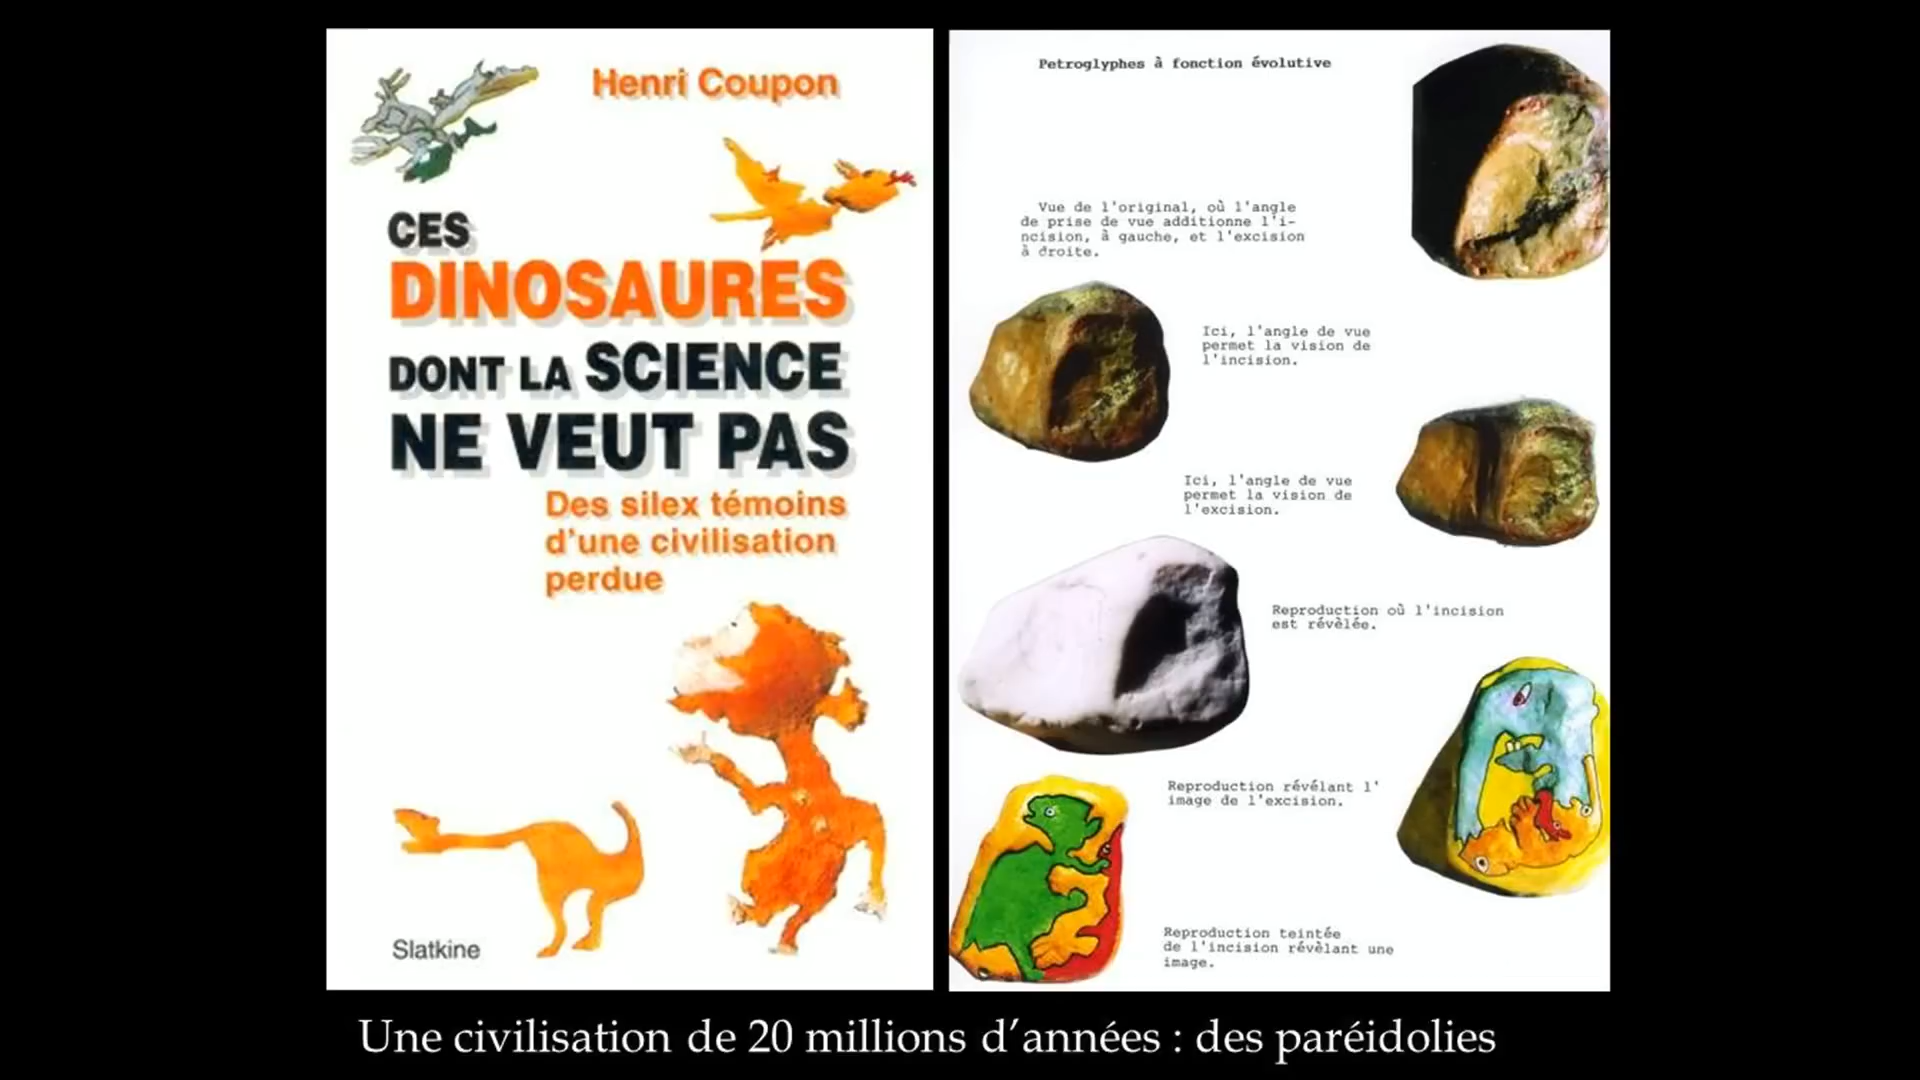 Henri Coupon
CES
DINOSAURES
DONT LA SCIENCE
NE VEUT PAS
Des silex témoins
d'une civilisation
perdue
Slatkine
Petroglyphes à fonction évolutive
Vue de l'original, où l'angle
de prise de vue additionne l'i-
ncision, à gauche, et l'excision
à droite.
Ici, l'angle de vue
permet la vision de
l'incision.
Ici, l'angle de vue
permet la vision de
l'excision.
Reproduction où l'incision
est révèlée.
Reproduction révélant l'
image de l'excision.
Reproduction teintée
de l'incision révèlant une
image.
Une civilisation de 20 millions d'années : des paréidolies